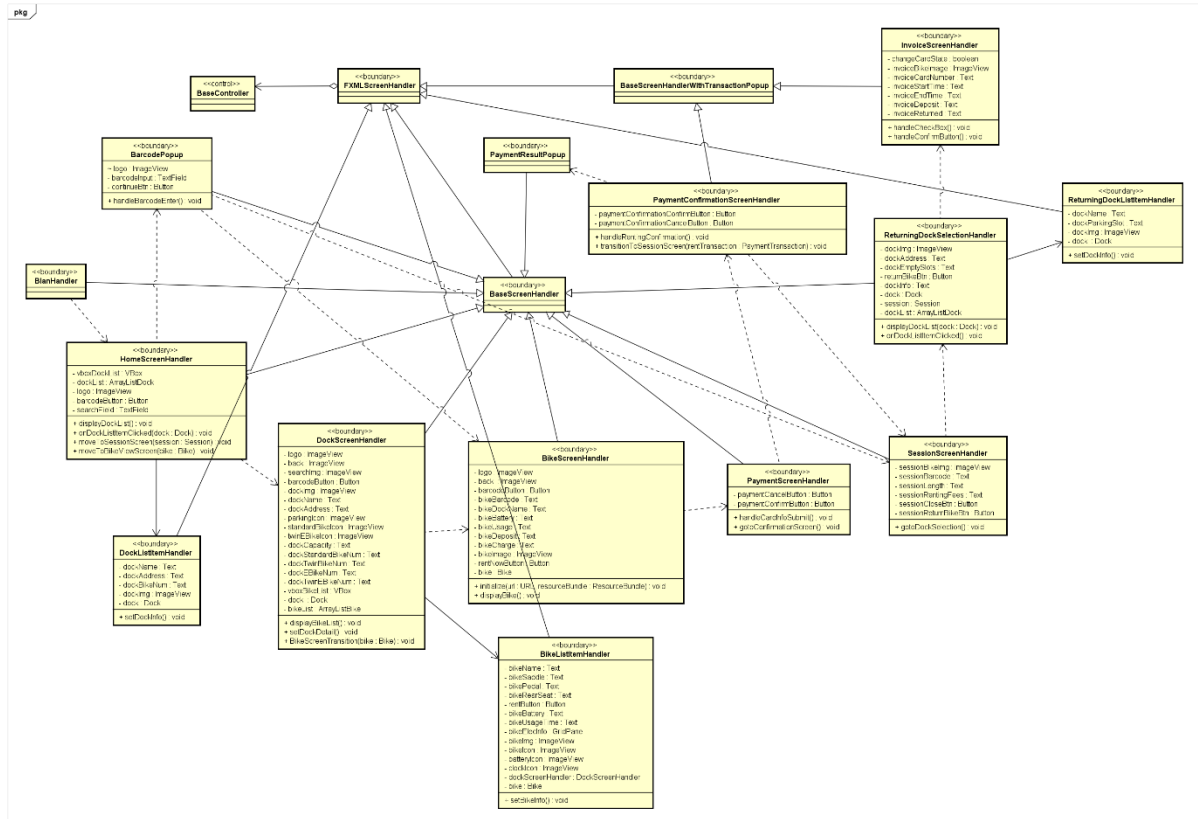 pkg
<<control>>
BaseController
<<boundary>>
FXMLScreenHandler
<<boundary>>
BaseScreenHandlerWithTransactionPopup
<<boundary>>
InvoiceScreenHandler
- changeCardState : boolean
- invoiceBikeImage : ImageView
- invoiceCardNumber : Text
- invoiceStartTime : Text
- invoiceEndTime : Text
- invoiceDeposit : Text
- invoiceReturned : Text
+ handleCheckBox() : void
+ handleConfirmButton() : void
<<boundary>>
BarcodePopup
- logo : ImageView
- barcodeInput : TextField
- continueBtn : Button
+ handleBarcodeEnter() : void
<<boundary>>
PaymentResultPopup
<<boundary>>
PaymentConfirmationScreenHandler
- paymentConfirmationConfirmButton : Button
- paymentConfirmationCancelButton : Button
+ handleRentingConfirmation() : void
+ transitionToSessionScreen(rentTransaction : PaymentTransaction) : void
<<boundary>>
ReturningDockListItemHandler
- dockName : Text
- dockParkingSlot : Text
- dockImg : ImageView
- dock : Dock
+ setDockInfo() : void
<<boundary>>
ReturningDockSelectionHandler
- dockImg : ImageView
- dockAddress : Text
- dockEmptySlots : Text
- returnBikeBtn : Button
- dockInfo : Text
- dock : Dock
- session : Session
- dockList : ArrayListDock
+ displayDockList(dock : Dock) : void
+ onDockListItemClicked() : void
<<boundary>>
BianHandler
<<boundary>>
BaseScreenHandler
<<boundary>>
HomeScreenHandler
- vboxDockList : VBox
- dockList : ArrayListDock
- logo : ImageView
- barcodeButton : Button
- searchField : TextField
+ displayDockList() : void
+ onDockListItemClicked(dock : Dock) : void
+ moveToSessionScreen(session : Session) : void
+ moveToBikeViewScreen(bike : Bike) : void
<<boundary>>
DockScreenHandler
- logo : ImageView
- back : ImageView
- searchImg : ImageView
- barcodeButton : Button
- dockImg : ImageView
- dockName : Text
- dockAddress : Text
- parkingIcon : ImageView
- standardBikeIcon : ImageView
- twinEBikeIcon : ImageView
- dockCapacity : Text
- dockStandardBikeNum : Text
- dockTwinBikeNum : Text
- dockEBikeNum : Text
- dockTwinEBikeNum : Text
- vboxBikeList : VBox
- dock : Dock
- bikeList : ArrayListBike
+ displayBikeList() : void
+ setDockDetail() : void
+ BikeScreenTransition(bike : Bike) : void
<<boundary>>
BikeScreenHandler
- logo : ImageView
- back : ImageView
- barcodeButton : Button
- bikeBarcode : Text
- bikeDockName : Text
- bikeBattery : Text
- bikeUsage : Text
- bikeDeposit : Text
- bikeCharge : Text
- bikeImage : ImageView
- rentNowButton : Button
- bike : Bike
+ initialize(url : URL, resourceBundle : ResourceBundle) : void
+ displayBike() : void
<<boundary>>
PaymentScreenHandler
- paymentCancelButton : Button
- paymentConfirmButton : Button
+ handleCardInfoSubmit() : void
+ gotoConfirmationScreen() : void
<<boundary>>
SessionScreenHandler
- sessionBikeImg : ImageView
- sessionBarcode : Text
- sessionLength : Text
- sessionRentingFees : Text
- sessionCloseBtn : Button
- sessionReturnBikeBtn : Button
+ gotoDockSelection() : void
<<boundary>>
DockListItemHandler
- dockName : Text
- dockAddress : Text
- dockBikeNum : Text
- dockImg : ImageView
- dock : Dock
+ setDockInfo() : void
<<boundary>>
BikeListItemHandler
- bikeName : Text
- bikeSaddle : Text
- bikePedal : Text
- bikeRearSeat : Text
- rentButton : Button
- bikeBattery : Text
- bikeUsageTime : Text
- bikeElecInfo : GridPane
- bikeImg : ImageView
- bikeIcon : ImageView
- batteryIcon : ImageView
- clockIcon : ImageView
- dockScreenHandler : DockScreenHandler
- bike : Bike
+ setBikeInfo() : void